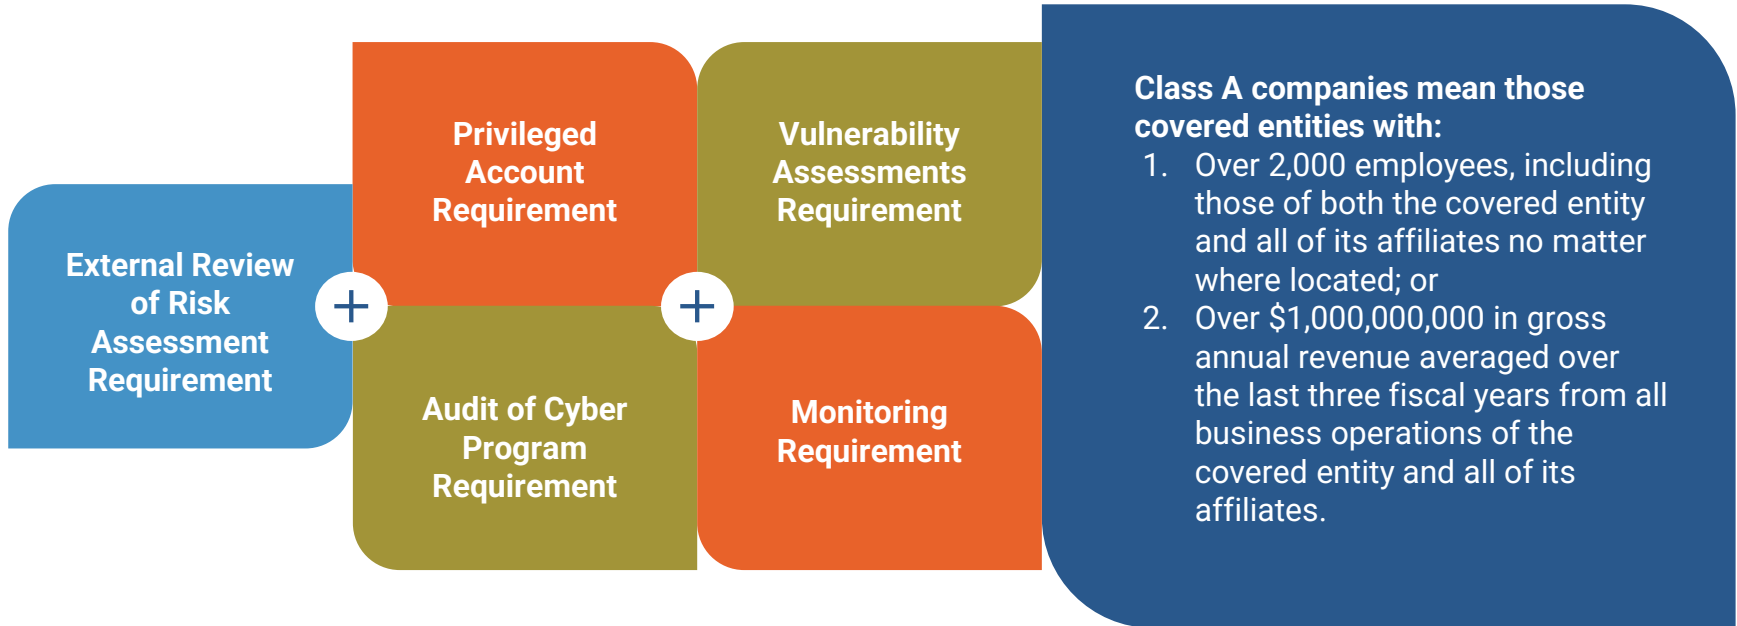 External Review
of Risk
Assessment
Requirement
Privileged
Account
Requirement
Audit of Cyber
Program
Requirement
Vulnerability
Assessments
Requirement
Monitoring
Requirement
Class A companies mean those
covered entities with:
1. Over 2,000 employees, including
those of both the covered entity
and all of its affiliates no matter
where located; or
2. Over $1,000,000,000 in gross
annual revenue averaged over
the last three fiscal years from all
business operations of the
covered entity and all of its
affiliates.